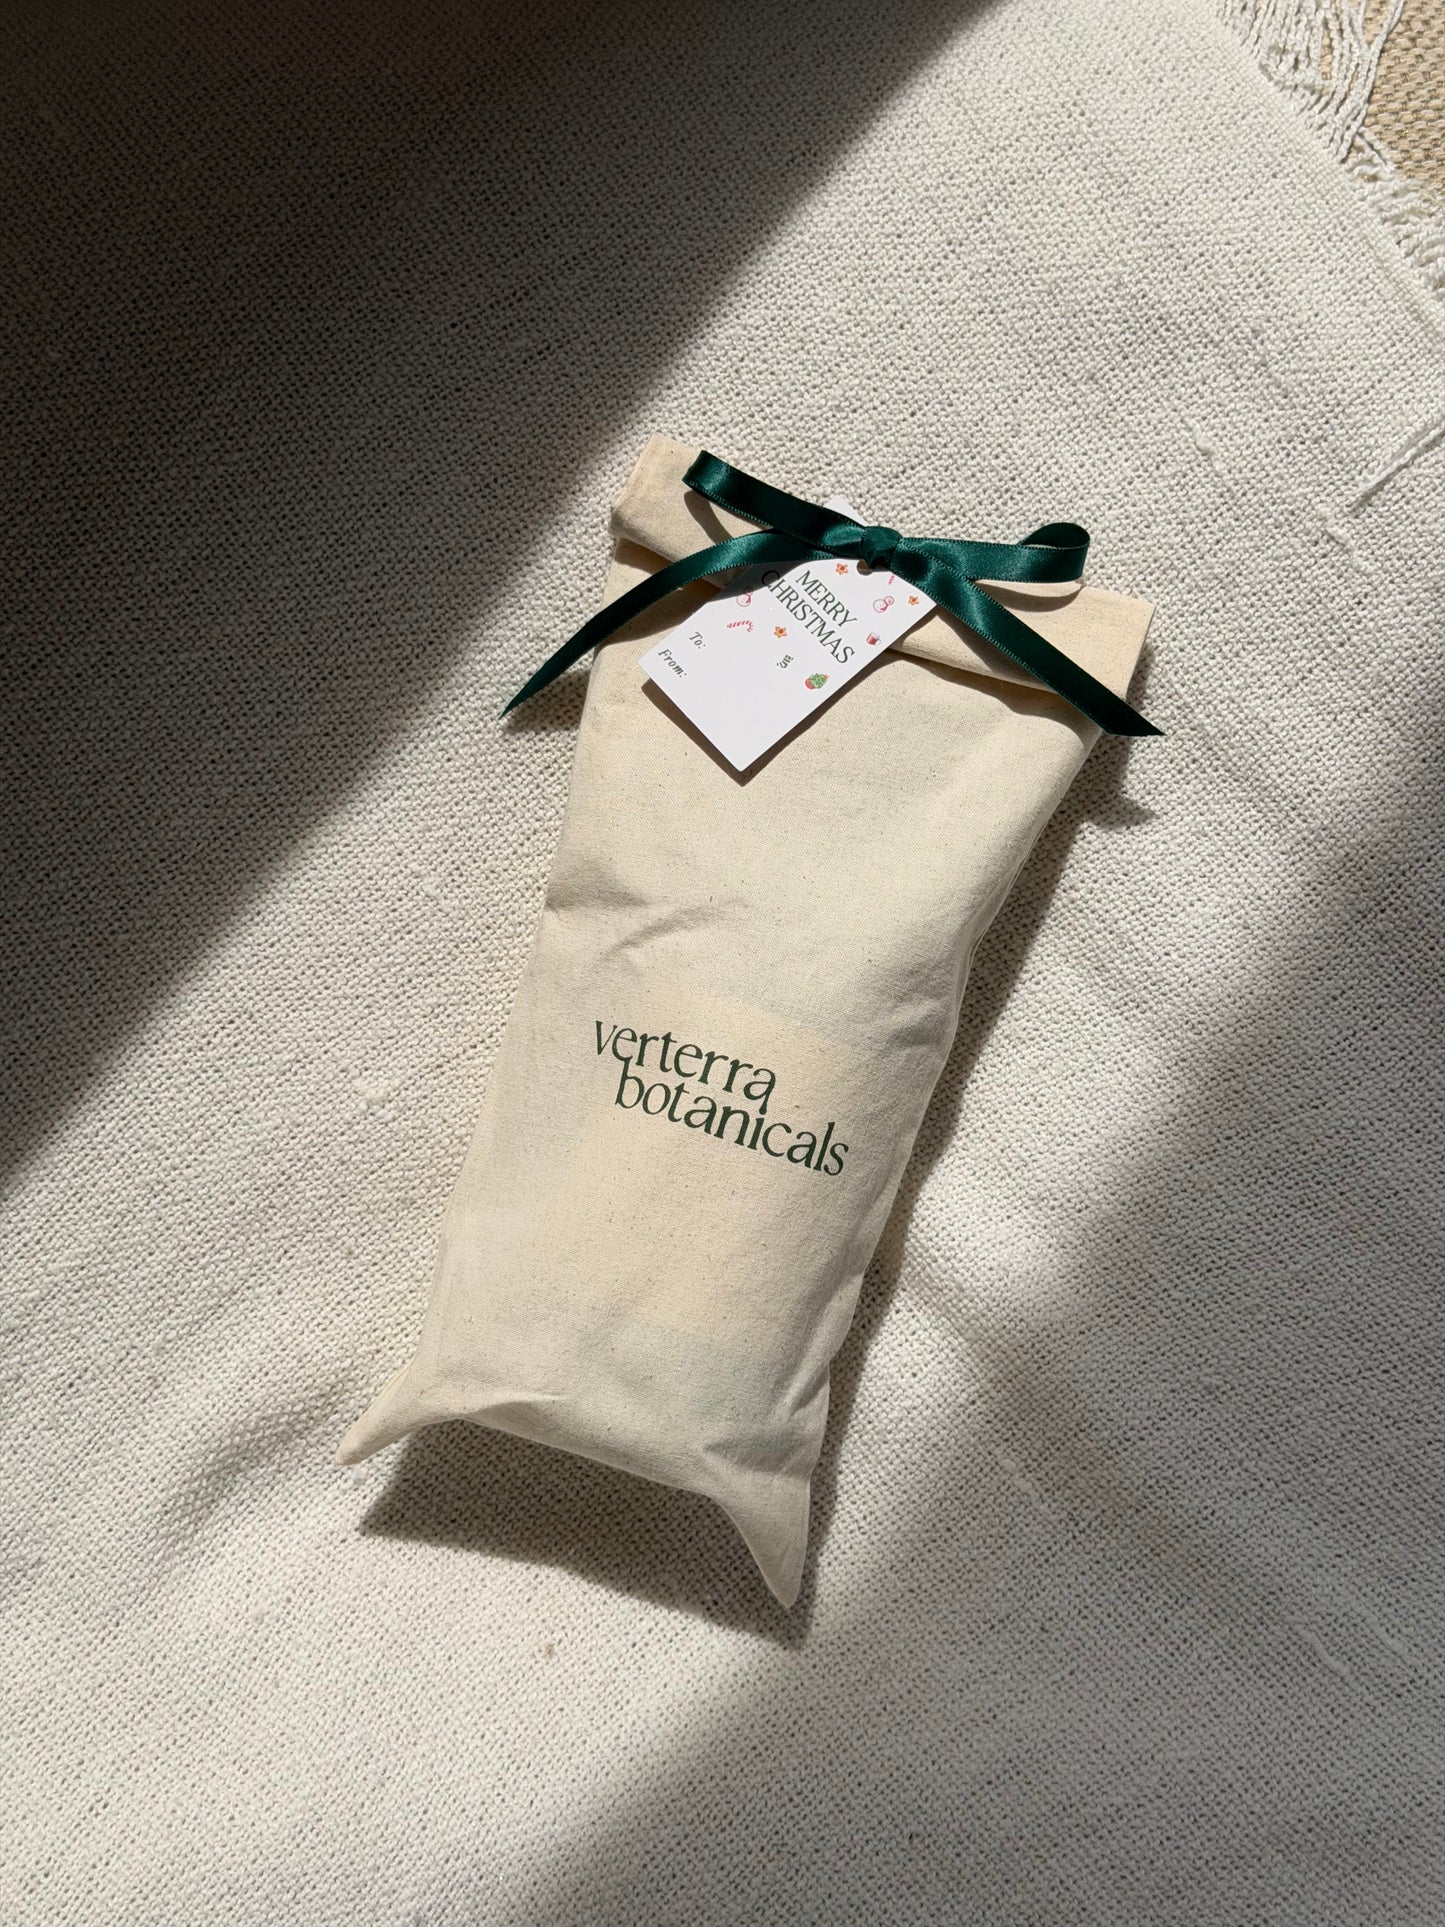 MERRY
CHRISTMAS
To:
From:
verterra
botanicals